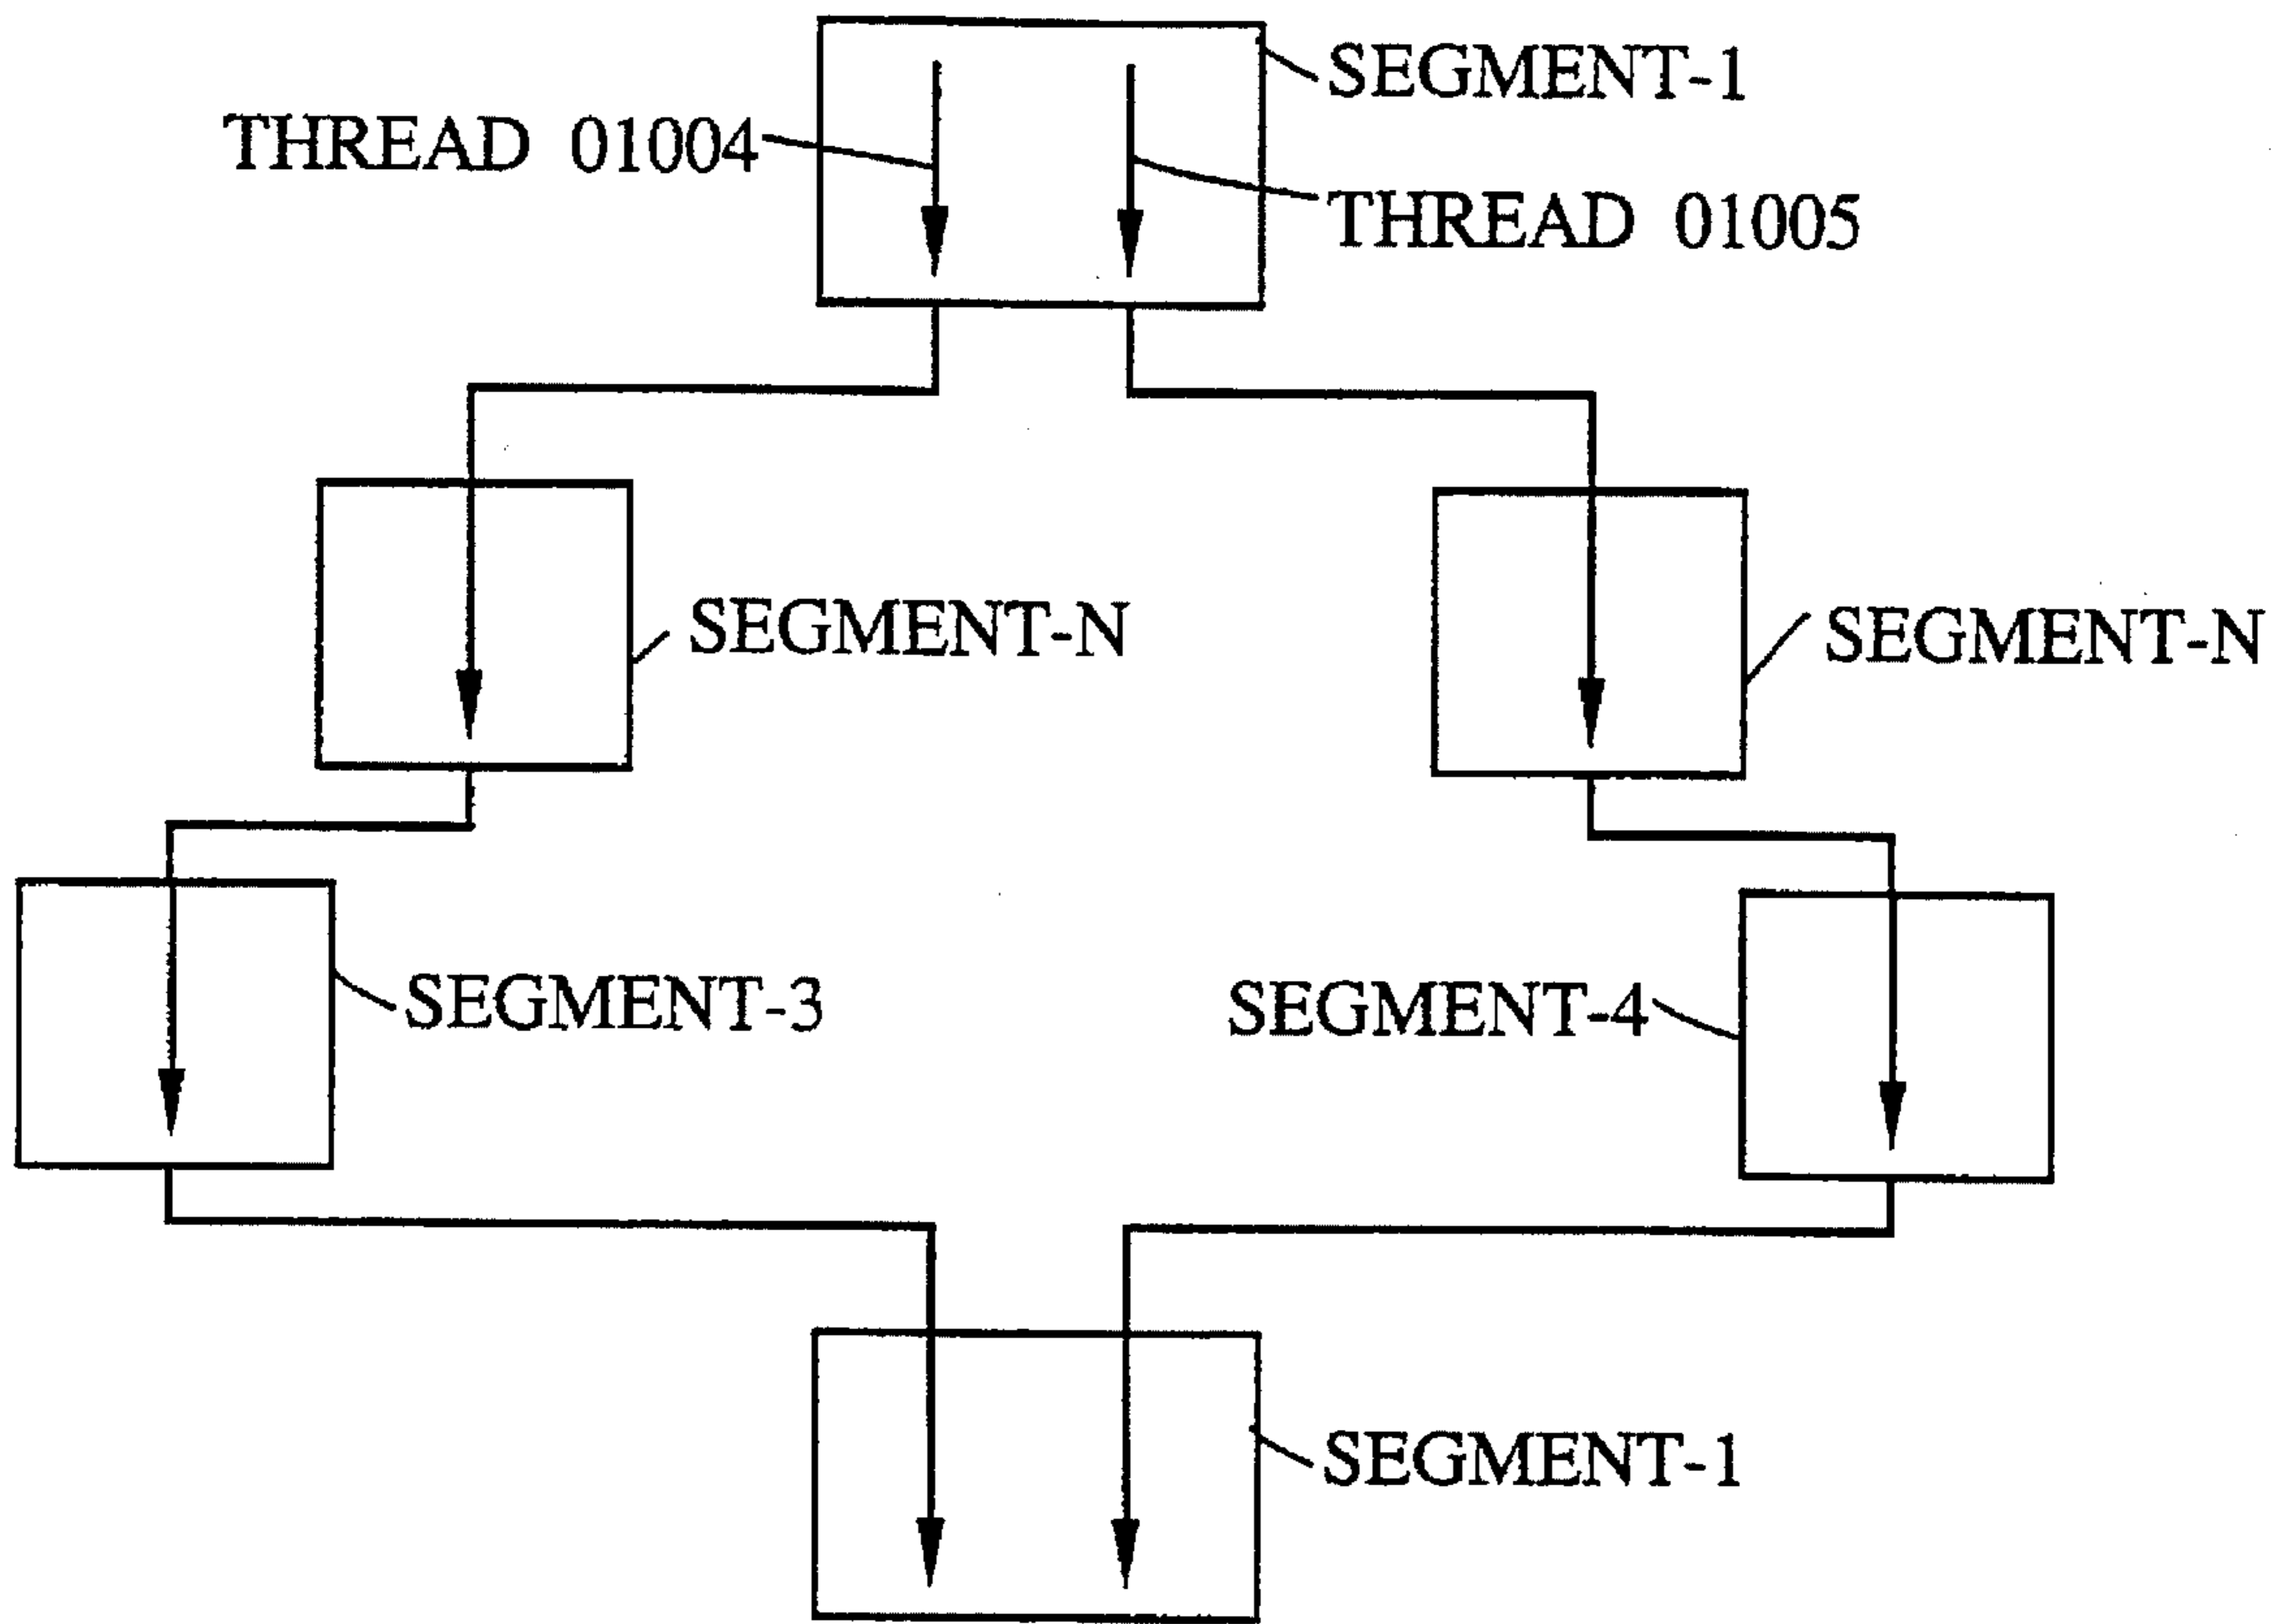 SEGMENT-1
THREAD 01004
THREAD 01005
SEGMENT-N
SEGMENT-N
SEGMENT-3
SEGMENT-4
SEGMENT-1